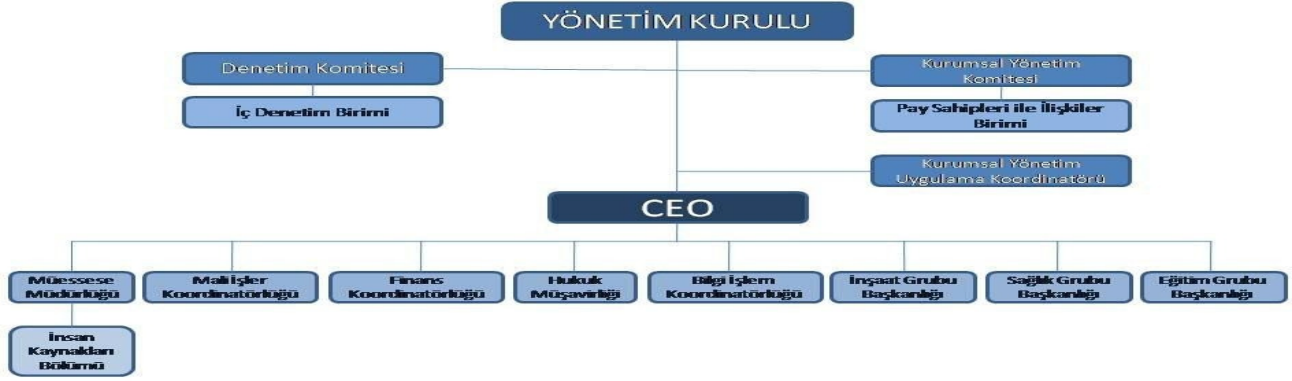 YÖNETİM KURULU
Denetim Komitesi
İç Denetim Birimi
Kurumsal Yönetim
Komitesi
Pay Sahipleri ile İlişkiler
Birimi
Kurumsal Yönetim
Uygulama Koordinatörü
CEO
Müessese
Müdürlüğü
Mali İşler
Koordinatörlüğü
Finans
Koordinatörlüğü
Hukuk
Müşavirliği
Bilgi İşlem
Koordinatörlüğü
İnşaat Grubu
Başkanlığı
Sağlık Grubu
Başkanlığı
Eğitim Grubu
Başkanlığı
İnsan
Kaynakları
Bölümü